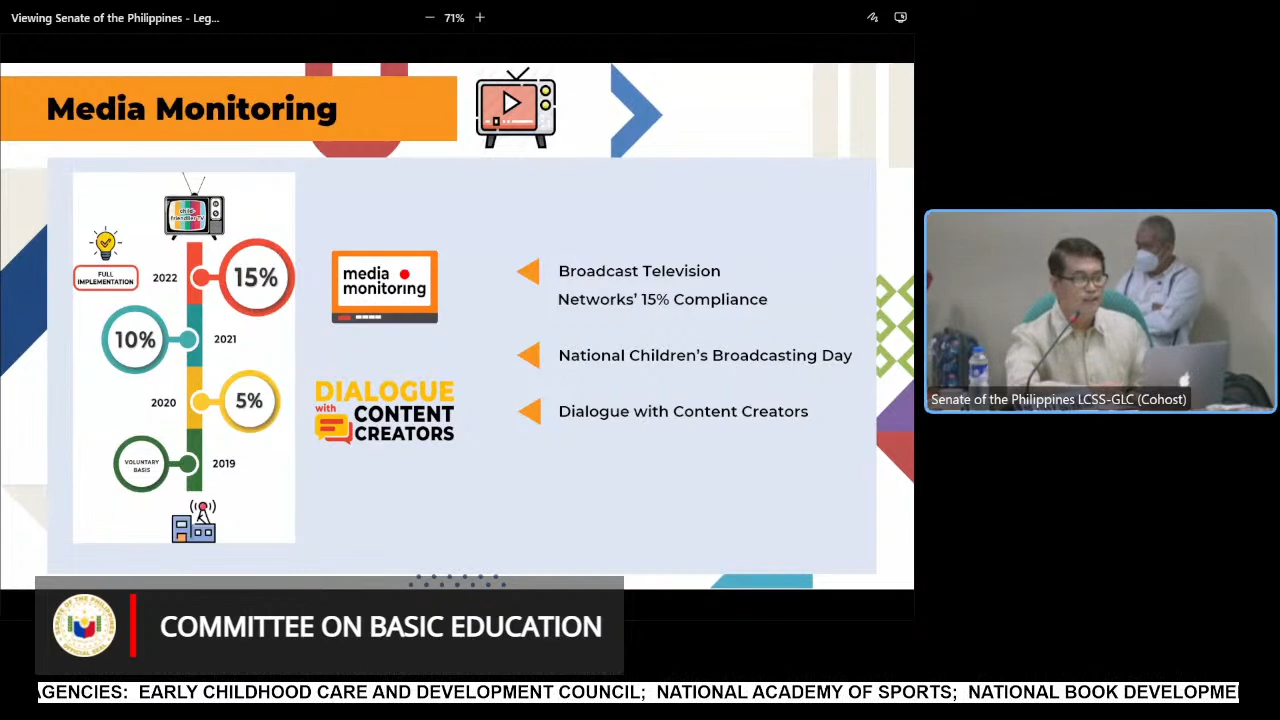 Viewing Senate of the Philippines - Leg...
71%
Media Monitoring
Child
Friendlier TV
FULL
IMPLEMENTATION
2022
15%
10%
2021
2020
5%
VOLUNTARY
BASIS
2019
media
monitoring
DIALOGUE
with CONTENT
CREATORS
Broadcast Television
Networks' 15% Compliance
National Children's Broadcasting Day
Dialogue with Content Creators
Senate of the Philippines LCSS-GLC (Cohost)
COMMITTEE ON BASIC EDUCATION
AGENCIES: EARLY CHILDHOOD CARE AND DEVELOPMENT COUNCIL; NATIONAL ACADEMY OF SPORTS; NATIONAL BOOK DEVELOPME